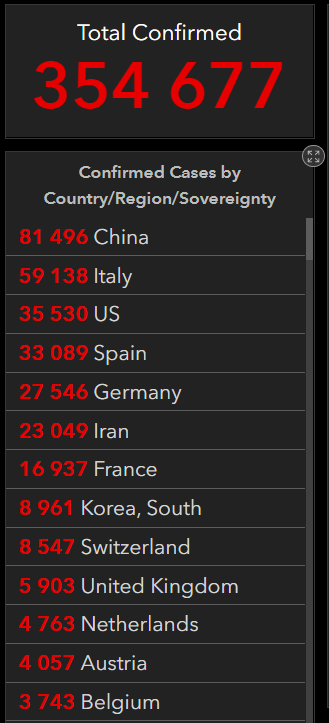 Total Confirmed
354 677
Confirmed Cases by
Country/Region/Sovereignty
81 496 China
59 138 Italy
35 530 US
33 089 Spain
27 546 Germany
23 049 Iran
16 937 France
8 961 Korea, South
8 547 Switzerland
5 903 United Kingdom
4 763 Netherlands
4 057 Austria
3 743 Belgium